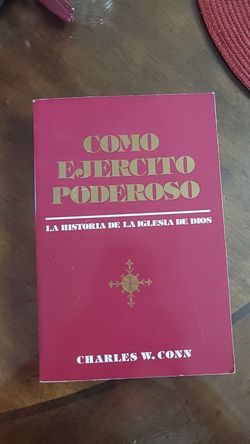 COMO
EJERCITO
PODEROSO
LA HISTORIA DE LA IGLESIA DE DIOS
CHARLES W. CONN